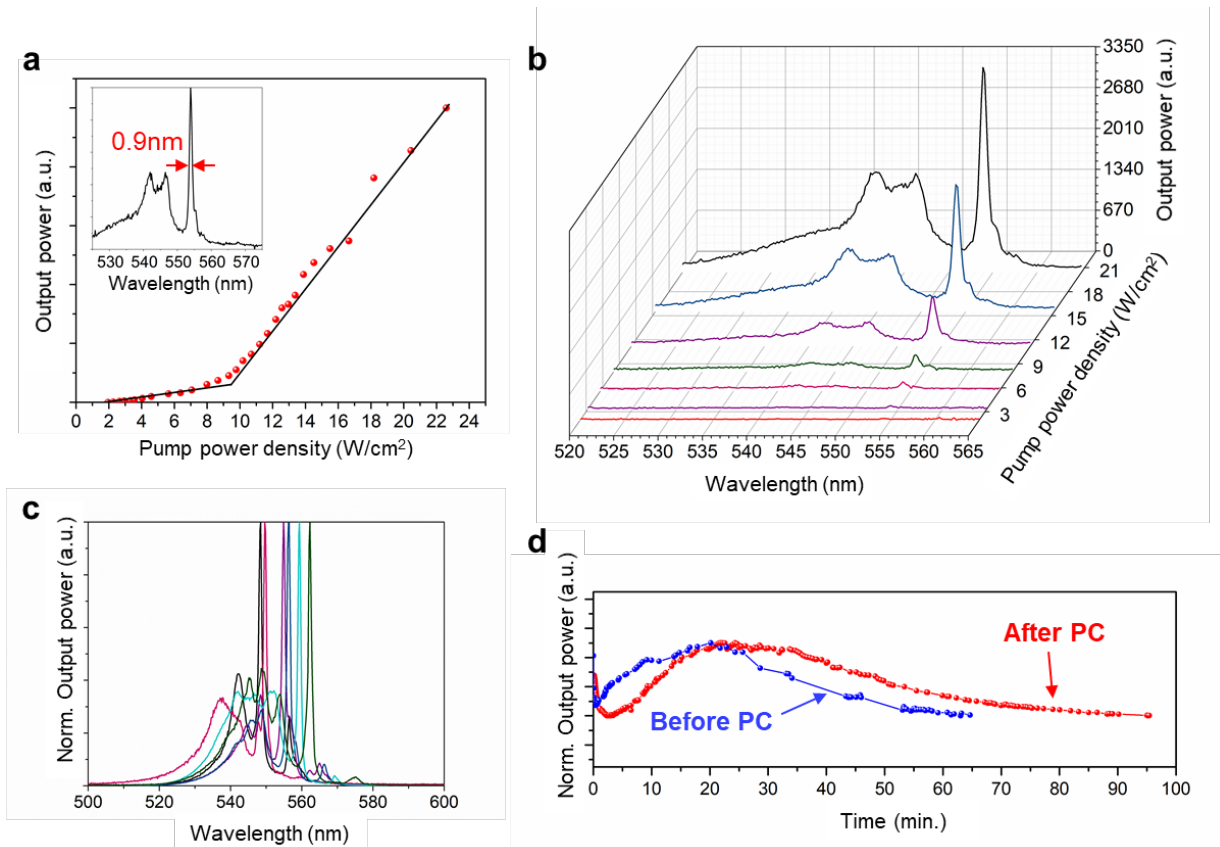 a
Output power (a.u.)
0.9nm
530 540 550 560 570
Wavelength (nm)
0 2 4 6 8 10 12 14 16 18 20 22 24
Pump power density (W/cm²)
b
3350
2680
2010
1340
670
0
Output power (a.u.)
21
18
15
12
9
6
3
Pump power density (W/cm²)
520 525 530 535 540 545 550 555 560 565
Wavelength (nm)
c
Norm. Output power (a.u.)
500 520 540 560 580 600
Wavelength (nm)
d
Norm. Output power (a.u.)
After PC
Before PC
0 10 20 30 40 50 60 70 80 90 100
Time (min.)